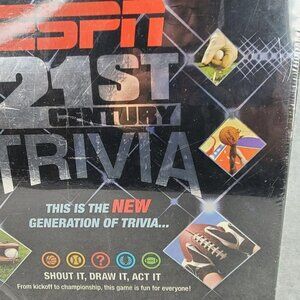 ESPN
21ST
CENTURY
TRIVIA
THIS IS THE NEW
GENERATION OF TRIVIA...
SHOUT IT, DRAW IT, ACT IT
From kickoff to championship, this game is fun for everyone!